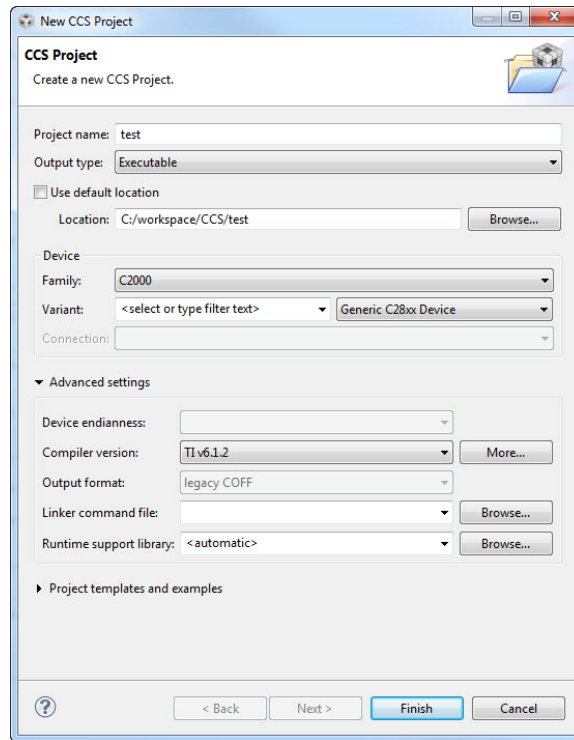 New CCS Project
CCS Project
Create a new CCS Project.
Project name: test
Output type: Executable
Use default location
Location: C:/workspace/CCS/test Browse...
Device
Family: C2000
Variant: <select or type filter text> Generic C28xx Device
Connection:
Advanced settings
Device endianness:
Compiler version: TI v6.1.2 More...
Output format: legacy COFF
Linker command file: Browse...
Runtime support library: <automatic> Browse...
Project templates and examples
? < Back Next > Finish Cancel